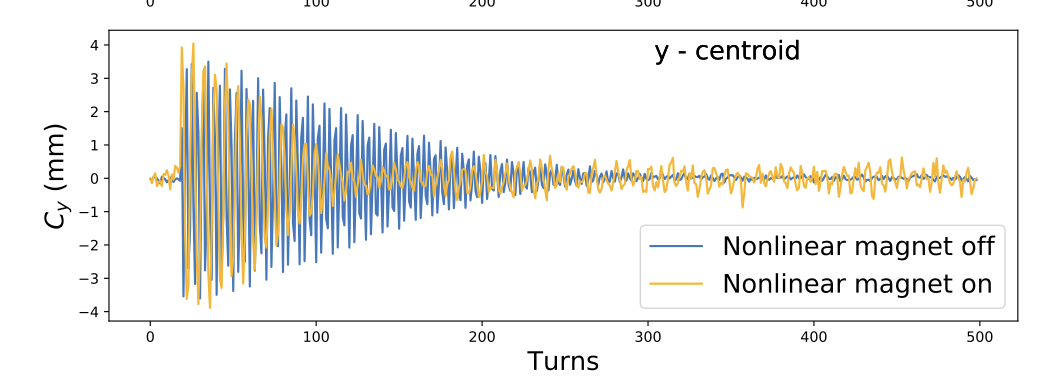 0 100 200 300 400 500
y - centroid
4
3
2
1
0
−1
−2
−3
−4
C_y (mm)
Nonlinear magnet off
Nonlinear magnet on
0 100 200 300 400 500
Turns